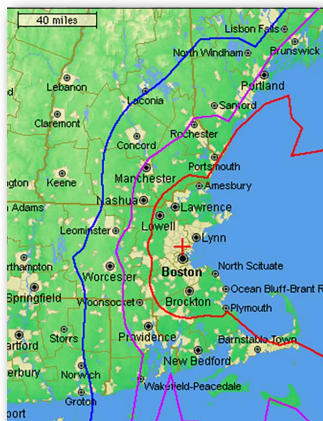 40 miles
Lisbon Falls
North Windham
Brunswick
Lebanon
Portland
Laconia
Sanford
Claremont
Rochester
Concord
Portsmouth
Manchester
Keene
Amesbury
ngton
Nashua
Lawrence
n Adams
Lowell
Leominster
Lynn
rthampton
Boston
Worcester
North Scituate
Springfield
Ocean Bluff-Brant R
Woonsocket
Brockton
Plymouth
Providence
Storrs
Barnstable Town
artford
New Bedford
erbury
Norwich
Wakefield-Peacedale
Groton
port